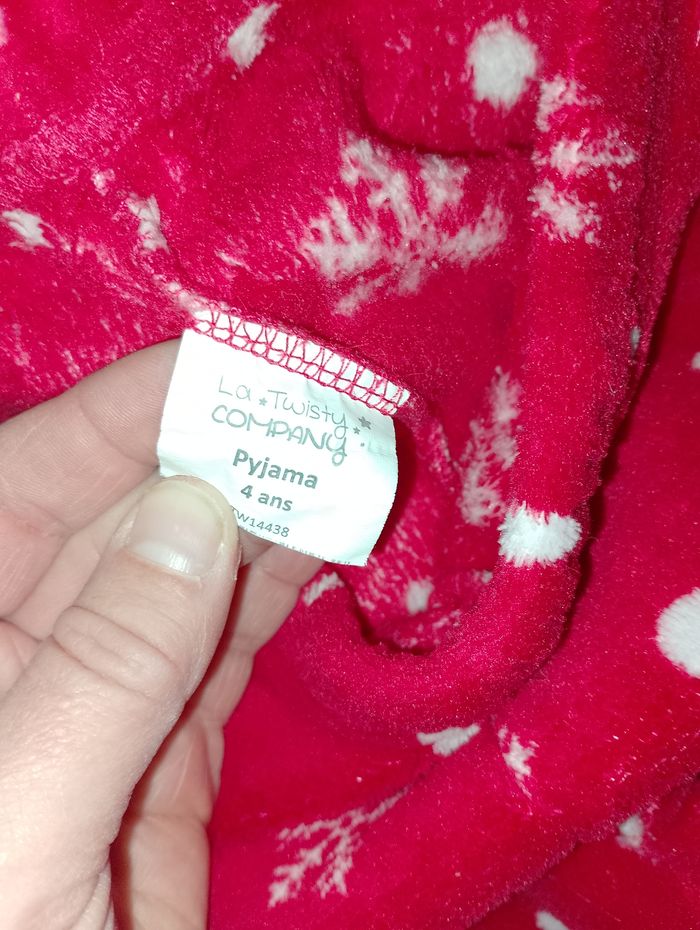 La Twisty
COMPANY
Pyjama
4 ans
TW14438